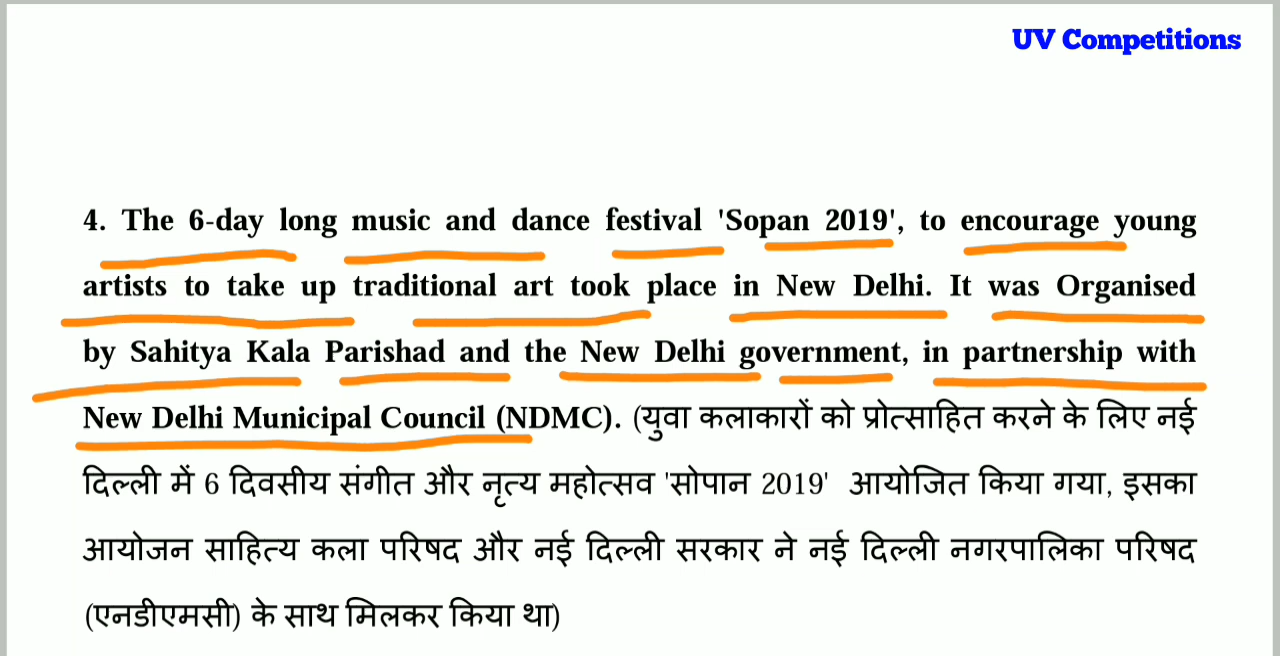 UV Competitions
4. The 6-day long music and dance festival 'Sopan 2019', to encourage young
artists to take up traditional art took place in New Delhi. It was Organised
by Sahitya Kala Parishad and the New Delhi government, in partnership with
New Delhi Municipal Council (NDMC). (युवा कलाकारों को प्रोत्साहित करने के लिए नई
दिल्ली में 6 दिवसीय संगीत और नृत्य महोत्सव 'सोपान 2019' आयोजित किया गया, इसका
आयोजन साहित्य कला परिषद और नई दिल्ली सरकार ने नई दिल्ली नगरपालिका परिषद
(एनडीएमसी) के साथ मिलकर किया था)